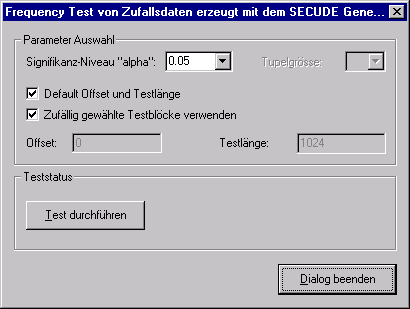 Frequency Test von Zufallsdaten erzeugt mit dem SECUDE Gene...
Parameter Auswahl
Signifikanz-Niveau "alpha": 0.05 Tupelgrösse:
Default Offset und Testlänge
Zufällig gewählte Testblöcke verwenden
Offset: 0 Testlänge: 1024
Teststatus
Test durchführen
Dialog beenden